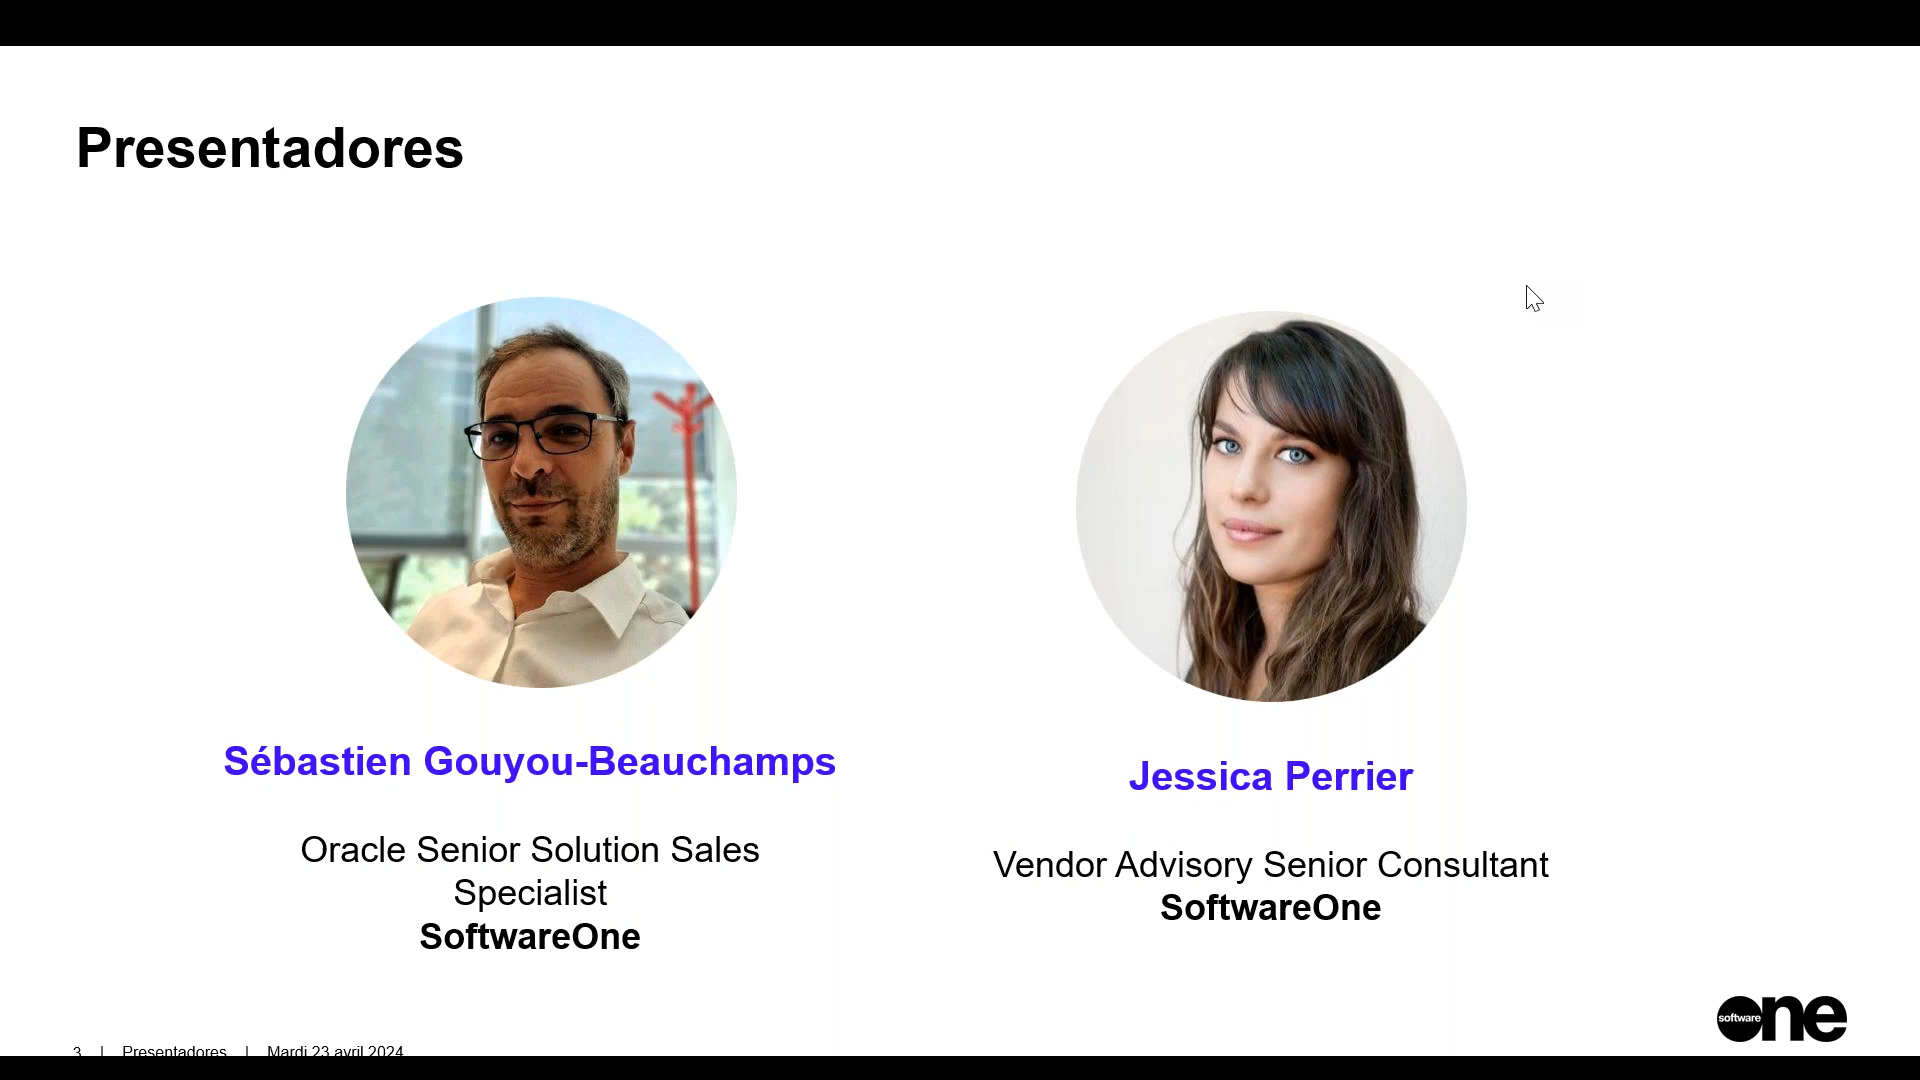 Presentadores
Sébastien Gouyou-Beauchamps
Oracle Senior Solution Sales
Specialist
SoftwareOne
Jessica Perrier
Vendor Advisory Senior Consultant
SoftwareOne
software one
3 | Presentadores | Mardi 23 avril 2024